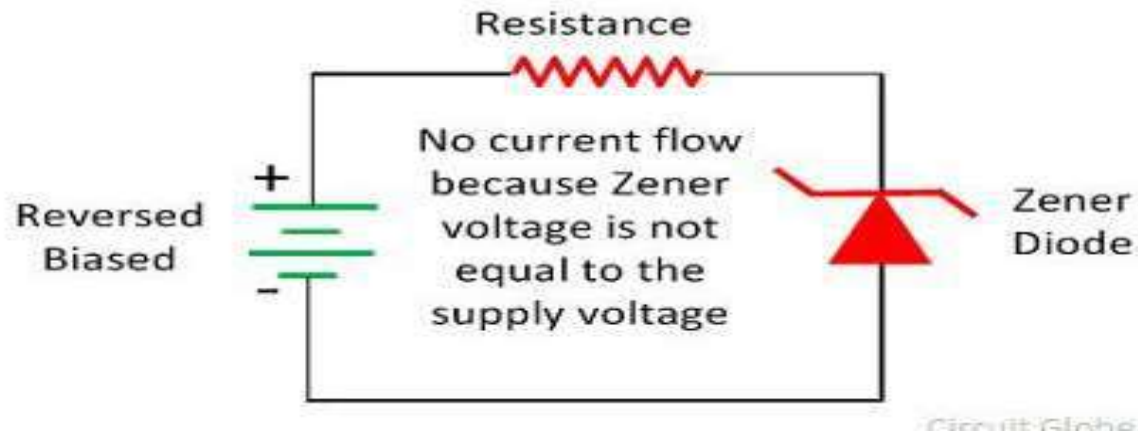 Resistance
No current flow
because Zener
voltage is not
equal to the
supply voltage
+
Reversed
Biased
-
Zener
Diode
Circuit Globe